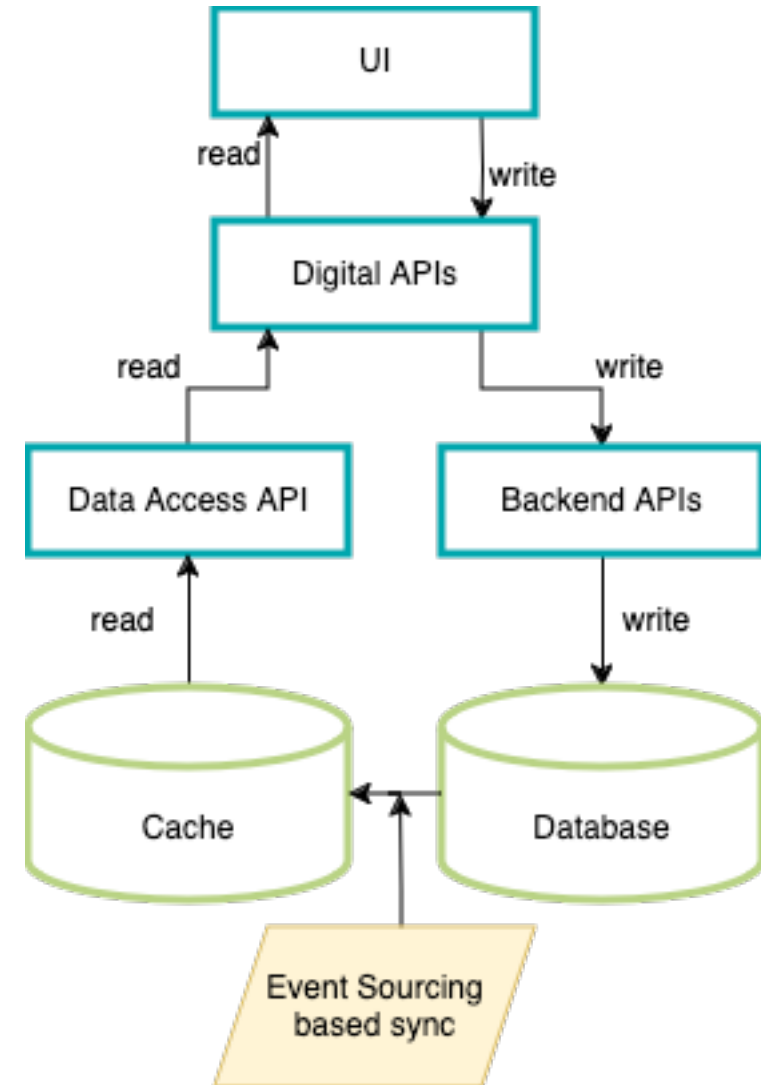 UI
read
write
Digital APIs
read
write
Data Access API
Backend APIs
read
write
Cache
Database
Event Sourcing
based sync